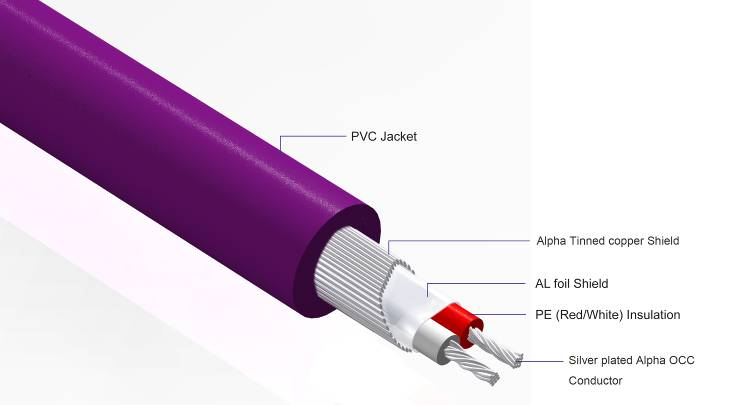 PVC Jacket
Alpha Tinned copper Shield
AL foil Shield
PE (Red/White) Insulation
Silver plated Alpha OCC
Conductor